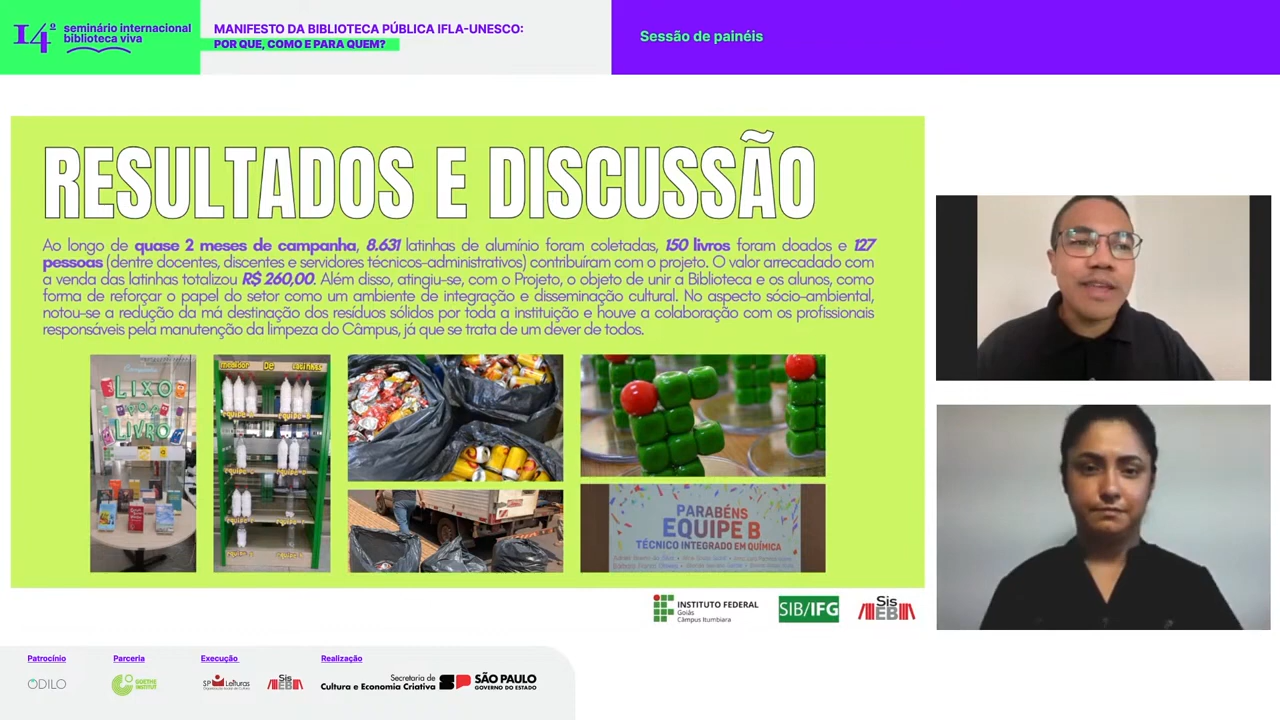 14º seminário internacional
biblioteca viva
MANIFESTO DA BIBLIOTECA PÚBLICA IFLA-UNESCO:
POR QUE, COMO E PARA QUEM?
Sessão de painéis
RESULTADOS E DISCUSSÃO
Ao longo de quase 2 meses de campanha, 8.631 latinhas de alumínio foram coletadas, 150 livros foram doados e 127
pessoas (dentre docentes, discentes e servidores técnicos-administrativos) contribuíram com o projeto. O valor arrecadado com
a venda das latinhas totalizou R$ 260,00. Além disso, atingiu-se, com o Projeto, o objeto de unir a Biblioteca e os alunos, como
forma de reforçar o papel do setor como um ambiente de integração e disseminação cultural. No aspecto sócio-ambiental,
notou-se a redução da má destinação dos resíduos sólidos por toda a instituição e houve a colaboração com os profissionais
responsáveis pela manutenção da limpeza do Câmpus, já que se trata de um dever de todos.
Campanha
LIXO
LIVRO
MEDIDOR DE LATINHAS
PARABÉNS
EQUIPE B
TÉCNICO INTEGRADO EM QUÍMICA
INSTITUTO FEDERAL
Goiás
Câmpus Itumbiara
SIB/IFG
SisEB
Patrocínio
Parceria
Execução
Realização
ODILO
GOETHE
INSTITUT
SP Leituras
SisEB
Secretaria de
Cultura e Economia Criativa
SÃO PAULO
GOVERNO DO ESTADO